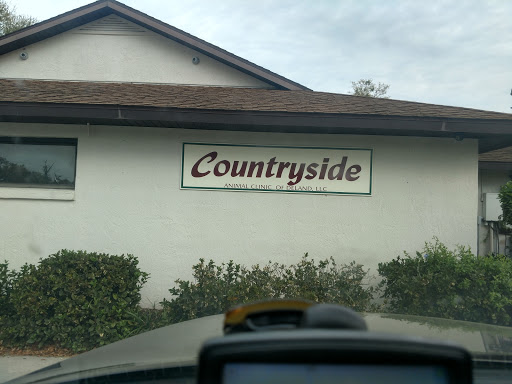 Countryside
ANIMAL CLINIC OF DELAND, LLC